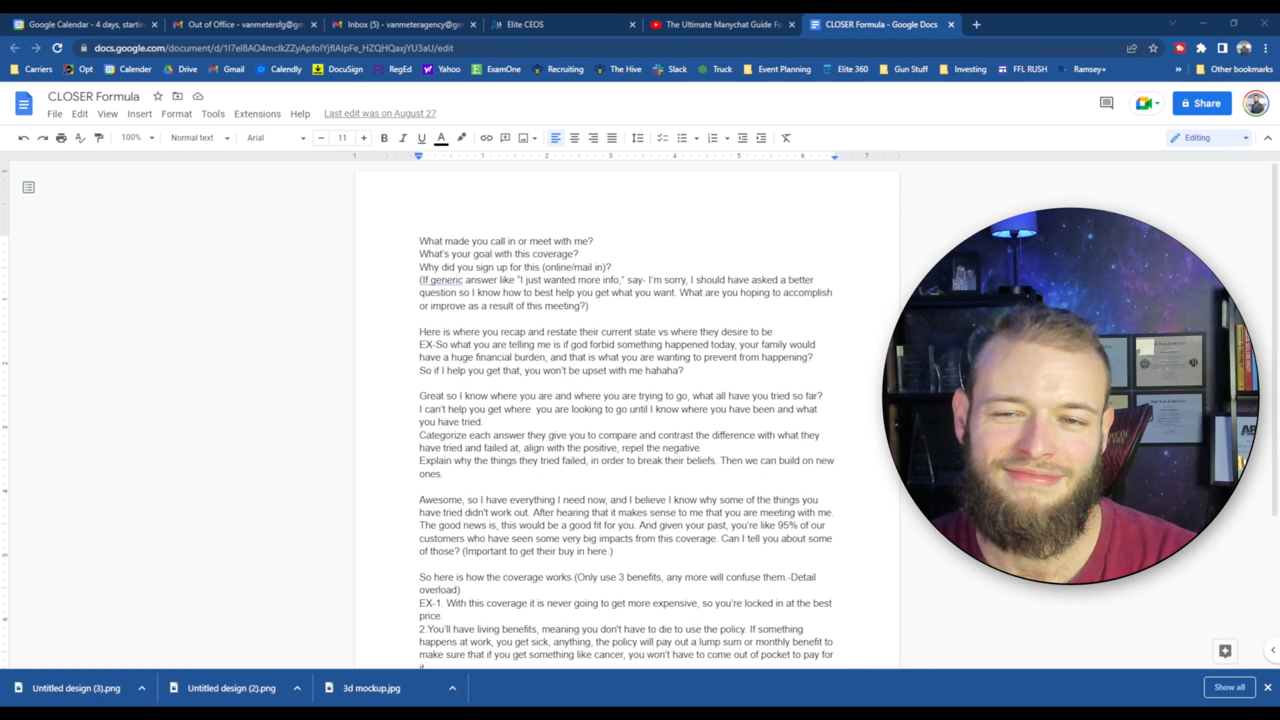 Google Calendar - 4 days, startin
Out of Office - vanmetersfg@gm
Inbox (5) - vanmeteragency@gm
Elite CEOS
The Ultimate Manychat Guide Fo
CLOSER Formula - Google Docs
Carriers
Opt
Calender
Drive
Gmail
Calendly
DocuSign
RegEd
Yahoo
ExamOne
Recruiting
The Hive
Slack
Truck
Event Planning
Elite 360
Gun Stuff
Investing
FFL RUSH
Ramsey+
Other bookmarks
CLOSER Formula
File Edit View Insert Format Tools Extensions Help Last edit was on August 27
Share
100% Normal text Arial 11
Editing
What made you call in or meet with me?
What's your goal with this coverage?
Why did you sign up for this (online/mail in)?
(If generic answer like "I just wanted more info," say- I'm sorry, I should have asked a better
question so I know how to best help you get what you want. What are you hoping to accomplish
or improve as a result of this meeting?)
Here is where you recap and restate their current state vs where they desire to be
EX-So what you are telling me is if god forbid something happened today, your family would
have a huge financial burden, and that is what you are wanting to prevent from happening?
So if I help you get that, you won't be upset with me hahaha?
Great so I know where you are and where you are trying to go, what all have you tried so far?
I can't help you get where  you are looking to go until I know where you have been and what
you have tried.
Categorize each answer they give you to compare and contrast the difference with what they
have tried and failed at, align with the positive, repel the negative
Explain why the things they tried failed, in order to break their beliefs. Then we can build on new
ones.
Awesome, so I have everything I need now, and I believe I know why some of the things you
have tried didn't work out. After hearing that it makes sense to me that you are meeting with me.
The good news is, this would be a good fit for you. And given your past, you're like 95% of our
customers who have seen some very big impacts from this coverage. Can I tell you about some
of those? (Important to get their buy in here.)
So here is how the coverage works.(Only use 3 benefits, any more will confuse them.-Detail
overload)
EX-1. With this coverage it is never going to get more expensive, so you're locked in at the best
price.
2.You'll have living benefits, meaning you don't have to die to use the policy. If something
happens at work, you get sick, anything, the policy will pay out a lump sum or monthly benefit to
make sure that if you get something like cancer, you won't have to come out of pocket to pay for
Untitled design (3).png
Untitled design (2).png
3d mockup.jpg
Show all